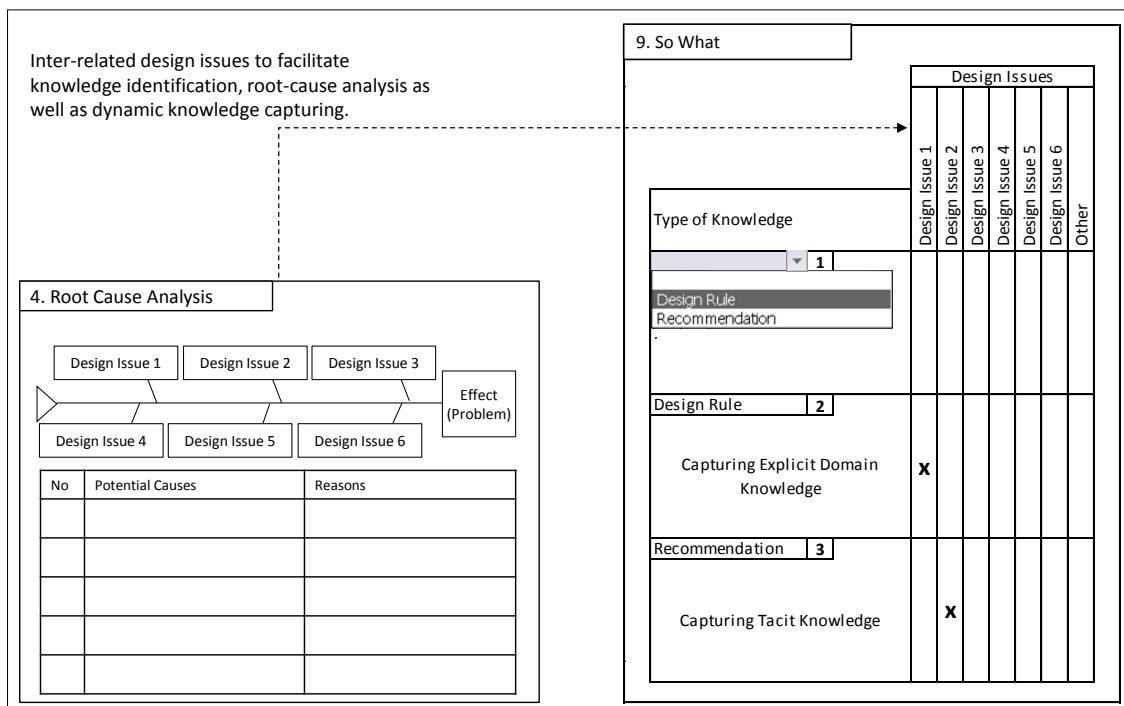 Inter-related design issues to facilitate
knowledge identification, root-cause analysis as
well as dynamic knowledge capturing.
4. Root Cause Analysis
Design Issue 1
Design Issue 2
Design Issue 3
Effect
(Problem)
Design Issue 4
Design Issue 5
Design Issue 6
No
Potential Causes
Reasons
9. So What
Design Issues
Design Issue 1
Design Issue 2
Design Issue 3
Design Issue 4
Design Issue 5
Design Issue 6
Other
Type of Knowledge
1
Design Rule
Recommendation
Design Rule
2
Capturing Explicit Domain
Knowledge
X
Recommendation
3
Capturing Tacit Knowledge
X